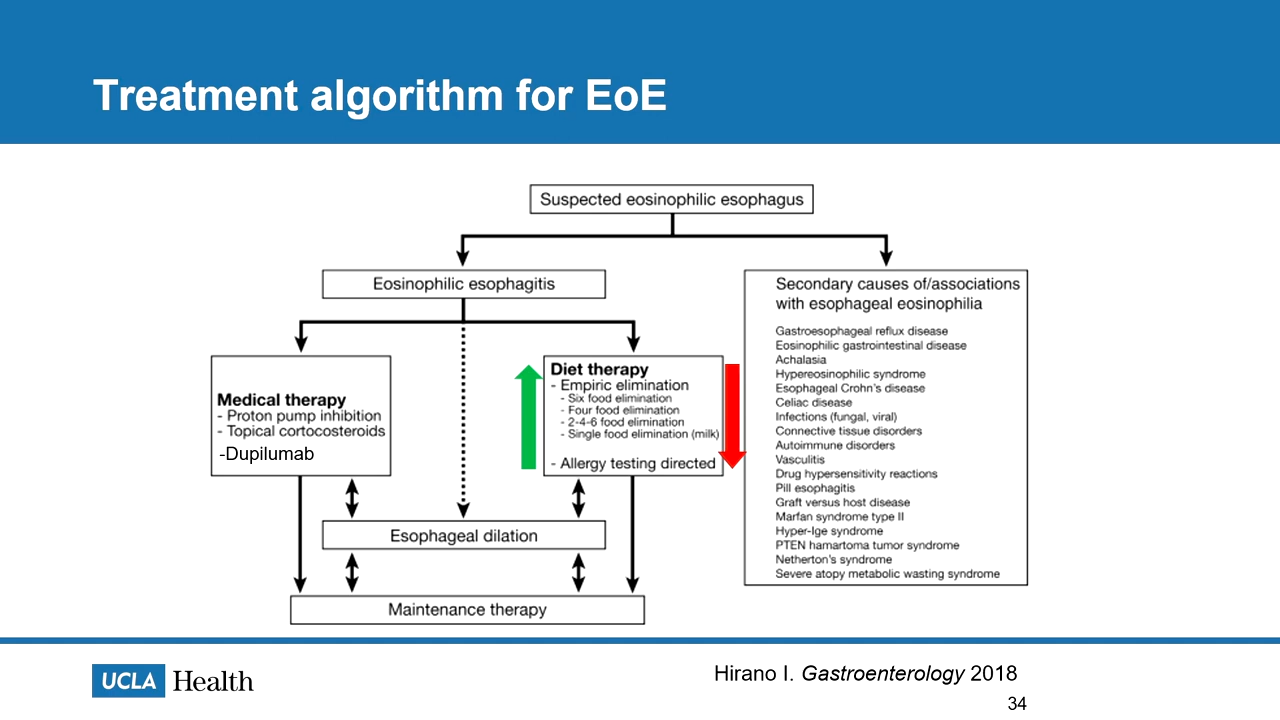 Treatment algorithm for EoE
Suspected eosinophilic esophagus
Eosinophilic esophagitis
Medical therapy
- Proton pump inhibition
- Topical cortocosteroids
-Dupilumab
Diet therapy
- Empiric elimination
- Six food elimination
- Four food elimination
- 2-4-6 food elimination
- Single food elimination (milk)
- Allergy testing directed
Esophageal dilation
Maintenance therapy
Secondary causes of/associations
with esophageal eosinophilia
Gastroesophageal reflux disease
Eosinophilic gastrointestinal disease
Achalasia
Hypereosinophilic syndrome
Esophageal Crohn's disease
Celiac disease
Infections (fungal, viral)
Connective tissue disorders
Autoimmune disorders
Vasculitis
Drug hypersensitivity reactions
Pill esophagitis
Graft versus host disease
Marfan syndrome type II
Hyper-Ige syndrome
PTEN hamartoma tumor syndrome
Netherton's syndrome
Severe atopy metabolic wasting syndrome
UCLA Health
Hirano I. Gastroenterology 2018
34